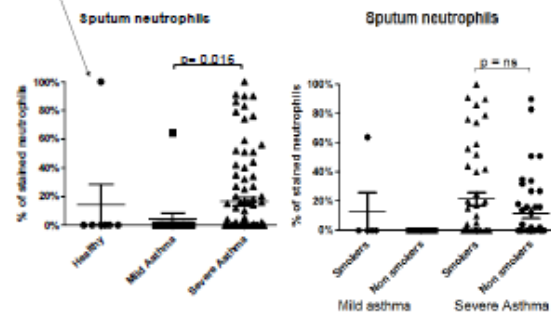 Sputum neutrophils
p= 0.015
% of stained neutrophils
100%
80%
60%
40%
20%
0%
Healthy
Mild Asthma
Severe Asthma
Sputum neutrophils
p = ns
% of stained neutrophils
100%
80%
60%
40%
20%
0%
Smokers
Non smokers
Smokers
Non smolers
Mild asthma
Severe Asthma